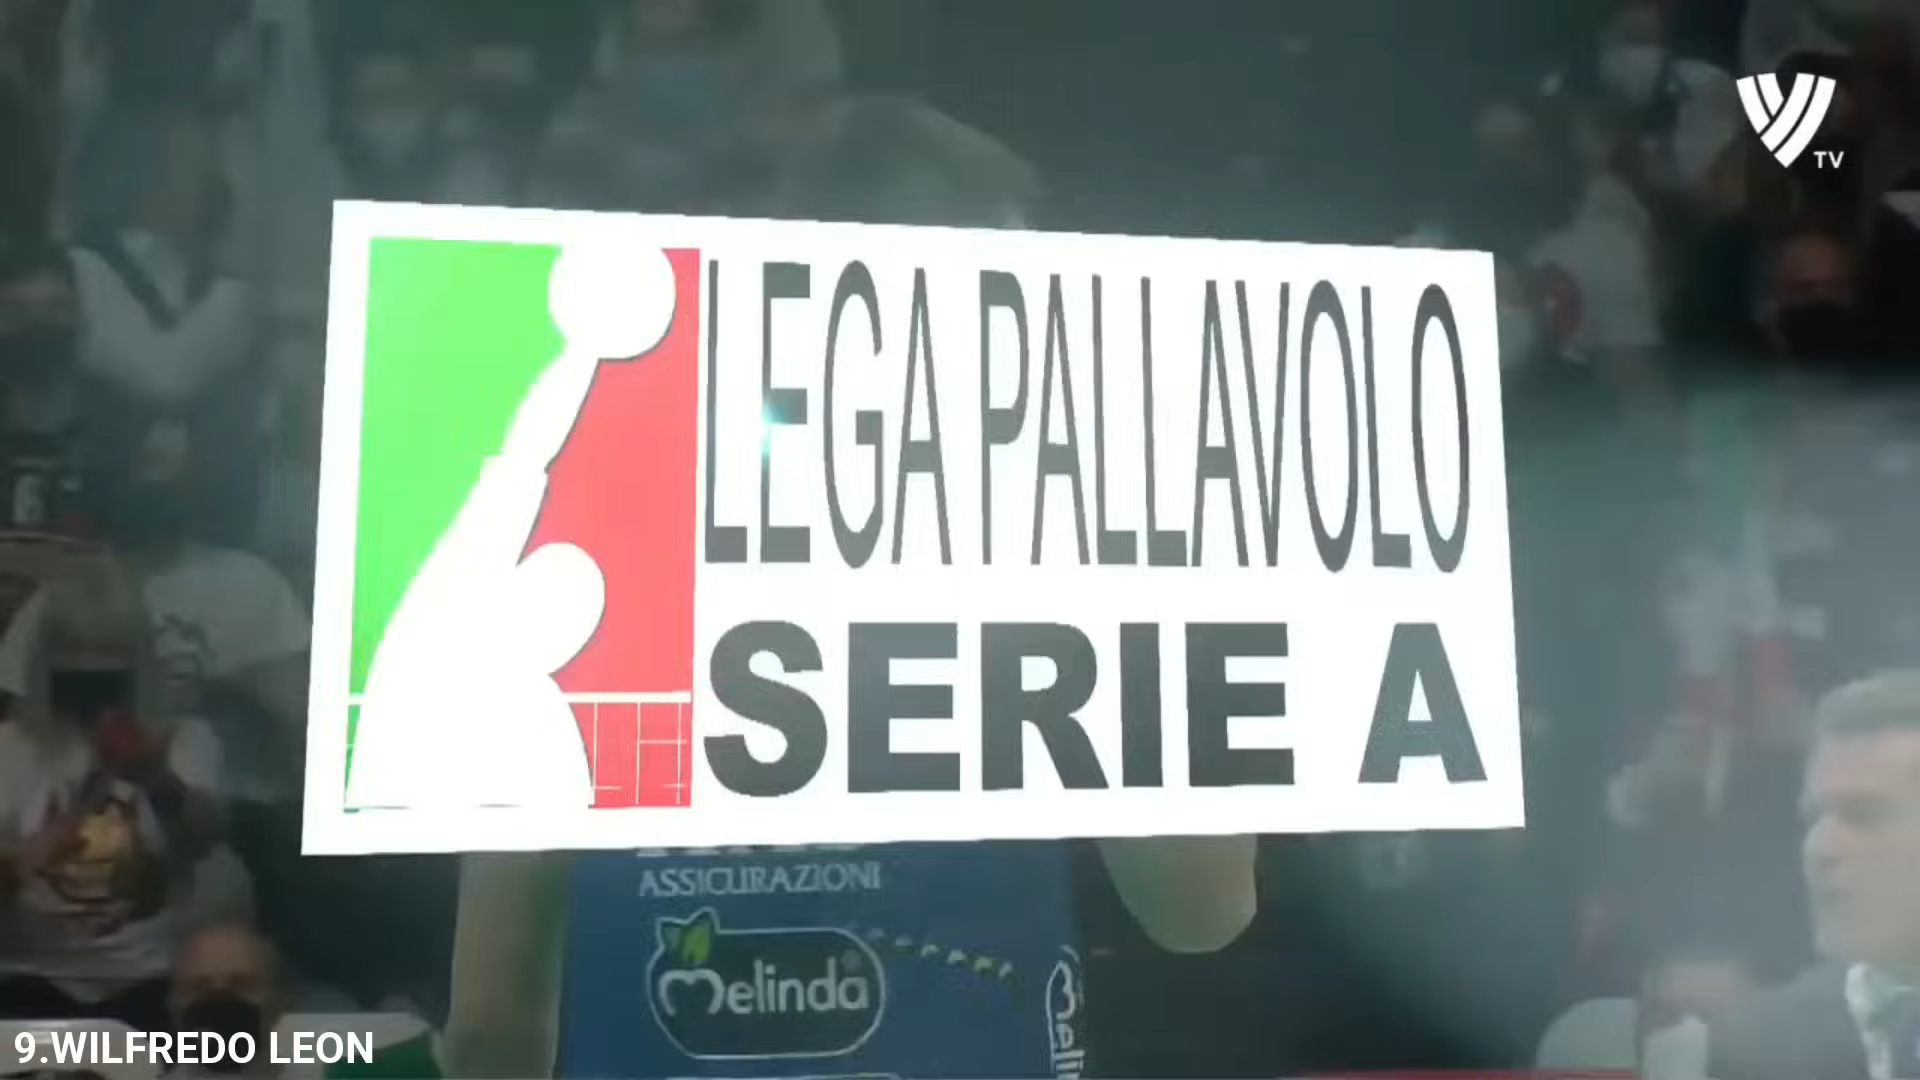 TV
LEGA PALLAVOLO
SERIE A
ASSICURAZIONI
Melinda
9.WILFREDO LEON